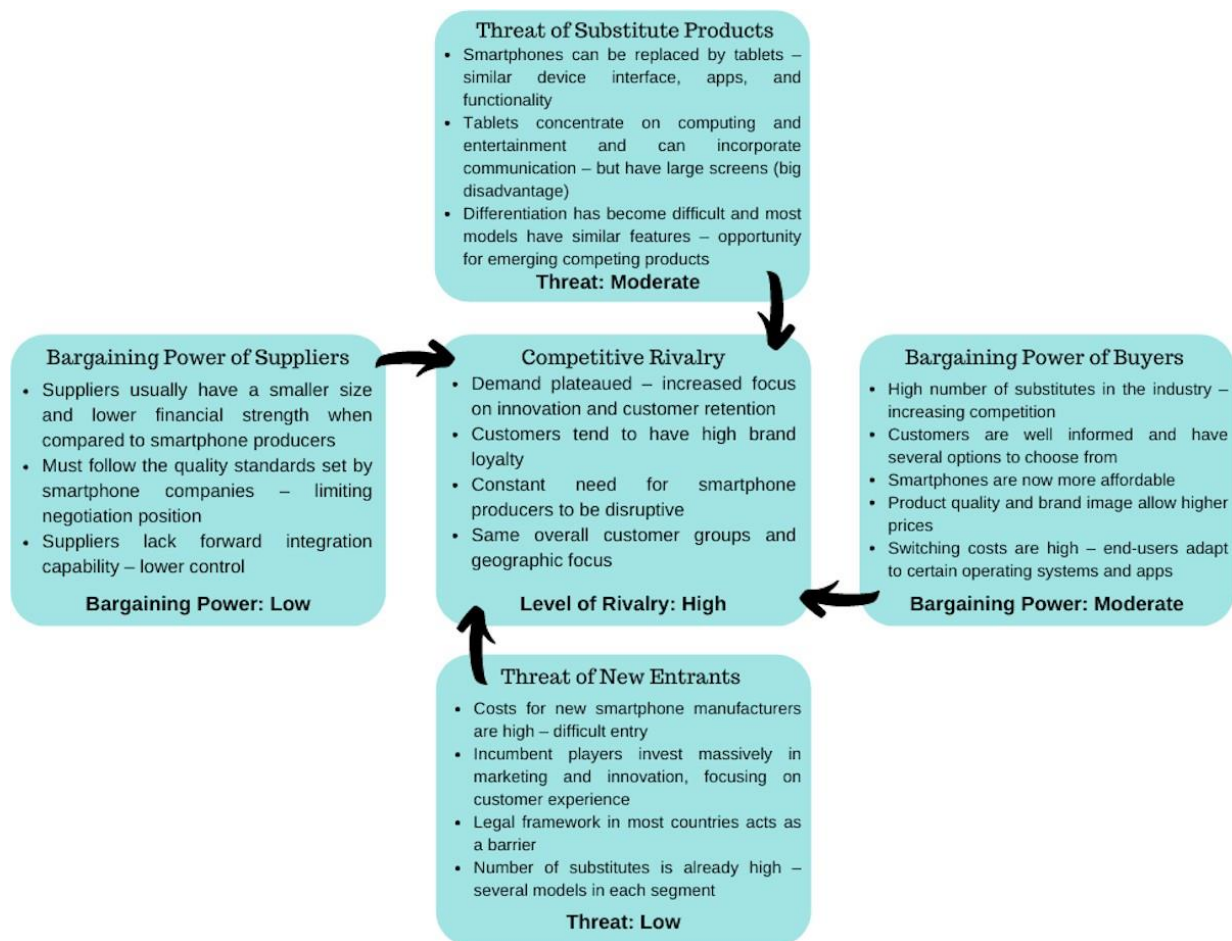 Threat of Substitute Products
• Smartphones can be replaced by tablets –
similar device interface, apps, and
functionality
• Tablets concentrate on computing and
entertainment and can incorporate
communication – but have large screens (big
disadvantage)
• Differentiation has become difficult and most
models have similar features – opportunity
for emerging competing products
Threat: Moderate
Bargaining Power of Suppliers
• Suppliers usually have a smaller size
and lower financial strength when
compared to smartphone producers
• Must follow the quality standards set by
smartphone companies – limiting
negotiation position
• Suppliers lack forward integration
capability – lower control
Bargaining Power: Low
Competitive Rivalry
• Demand plateaued – increased focus
on innovation and customer retention
• Customers tend to have high brand
loyalty
• Constant need for smartphone
producers to be disruptive
• Same overall customer groups and
geographic focus
Level of Rivalry: High
Bargaining Power of Buyers
• High number of substitutes in the industry –
increasing competition
• Customers are well informed and have
several options to choose from
• Smartphones are now more affordable
• Product quality and brand image allow higher
prices
• Switching costs are high – end-users adapt
to certain operating systems and apps
Bargaining Power: Moderate
Threat of New Entrants
• Costs for new smartphone manufacturers
are high – difficult entry
• Incumbent players invest massively in
marketing and innovation, focusing on
customer experience
• Legal framework in most countries acts as
a barrier
• Number of substitutes is already high –
several models in each segment
Threat: Low